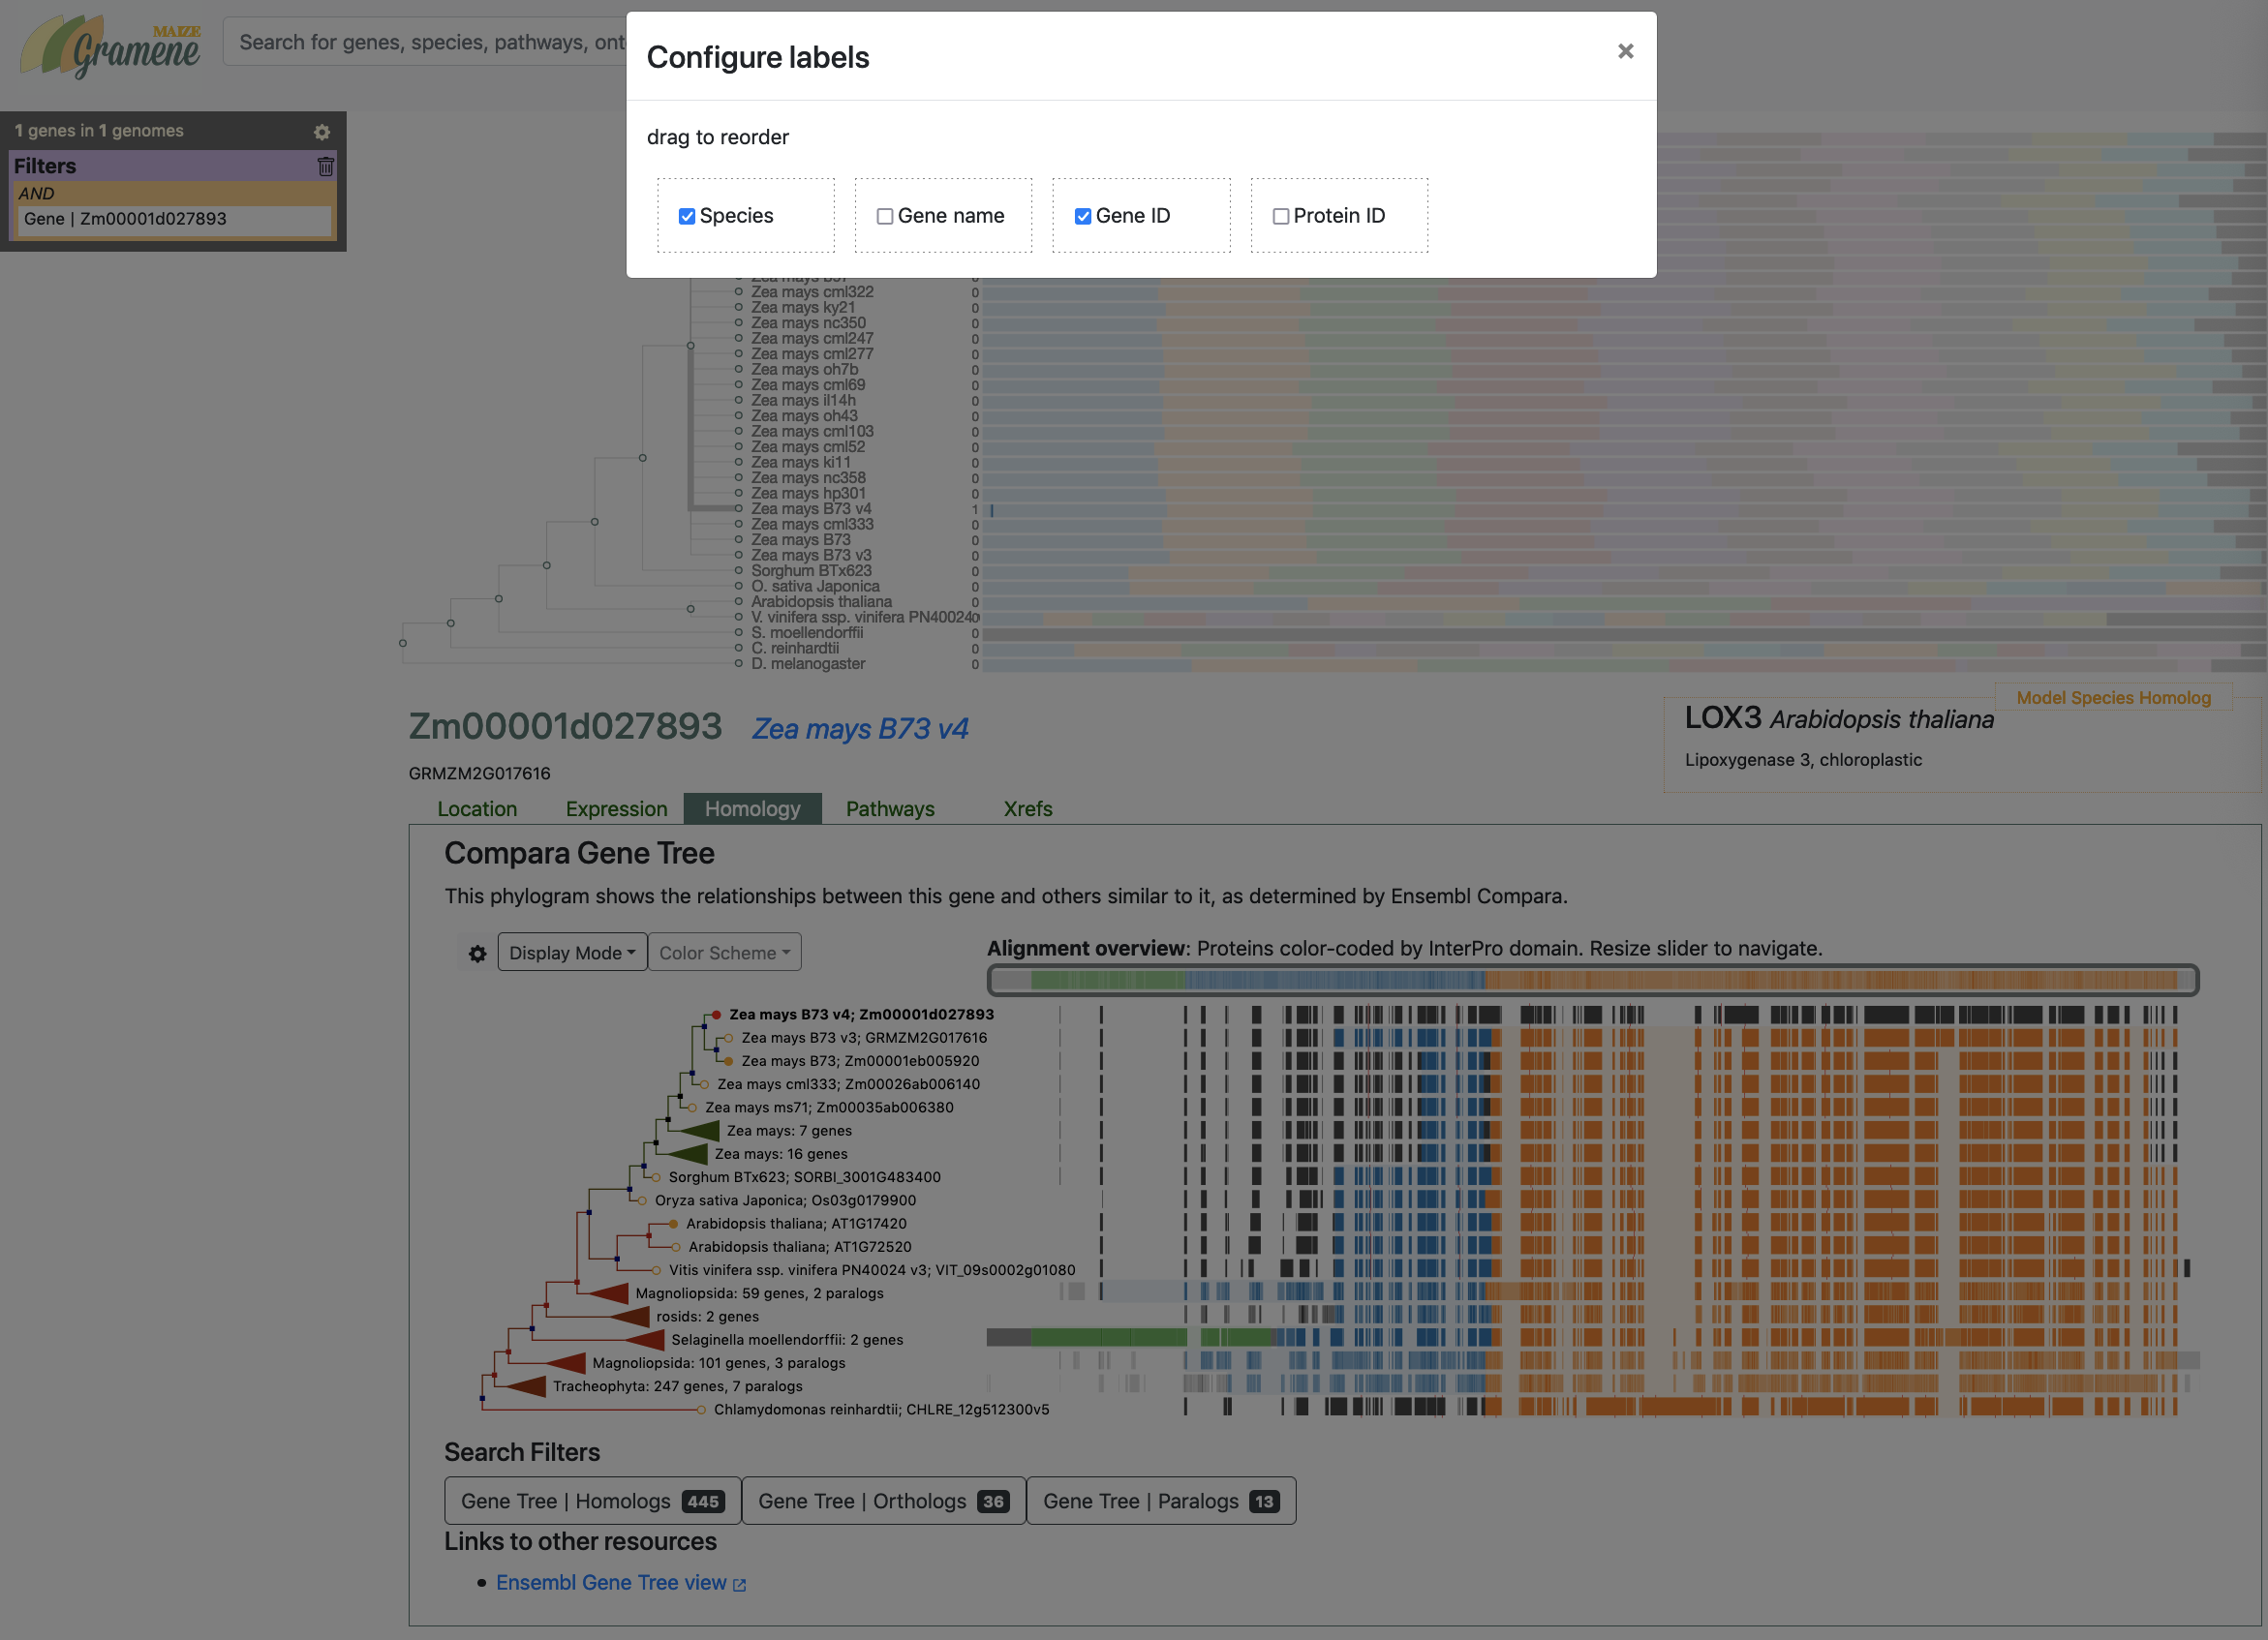 MAIZE
Gramene
Search for genes, species, pathways, ont
Configure labels
×
drag to reorder
Species
Gene name
Gene ID
Protein ID
1 genes in 1 genomes
Filters
AND
Gene | Zm00001d027893
Zea mays cml322 0
Zea mays ky21 0
Zea mays nc350 0
Zea mays cml247 0
Zea mays cml277 0
Zea mays oh7b 0
Zea mays cml69 0
Zea mays il14h 0
Zea mays oh43 0
Zea mays cml103 0
Zea mays cml52 0
Zea mays ki11 0
Zea mays nc358 0
Zea mays hp301 0
Zea mays B73 v4 1
Zea mays cml333 0
Zea mays B73 0
Zea mays B73 v3 0
Sorghum BTx623 0
O. sativa Japonica 0
Arabidopsis thaliana 0
V. vinifera ssp. vinifera PN40024 0
S. moellendorffii 0
C. reinhardtii 0
D. melanogaster 0
Zm00001d027893 Zea mays B73 v4
GRMZM2G017616
Model Species Homolog
LOX3 Arabidopsis thaliana
Lipoxygenase 3, chloroplastic
Location Expression Homology Pathways Xrefs
Compara Gene Tree
This phylogram shows the relationships between this gene and others similar to it, as determined by Ensembl Compara.
Display Mode Color Scheme
Alignment overview: Proteins color-coded by InterPro domain. Resize slider to navigate.
Zea mays B73 v4; Zm00001d027893
Zea mays B73 v3; GRMZM2G017616
Zea mays B73; Zm00001eb005920
Zea mays cml333; Zm00026ab006140
Zea mays ms71; Zm00035ab006380
Zea mays: 7 genes
Zea mays: 16 genes
Sorghum BTx623; SORBI_3001G483400
Oryza sativa Japonica; Os03g0179900
Arabidopsis thaliana; AT1G17420
Arabidopsis thaliana; AT1G72520
Vitis vinifera ssp. vinifera PN40024 v3; VIT_09s0002g01080
Magnoliopsida: 59 genes, 2 paralogs
rosids: 2 genes
Selaginella moellendorffii: 2 genes
Magnoliopsida: 101 genes, 3 paralogs
Tracheophyta: 247 genes, 7 paralogs
Chlamydomonas reinhardtii; CHLRE_12g512300v5
Search Filters
Gene Tree | Homologs 445
Gene Tree | Orthologs 36
Gene Tree | Paralogs 13
Links to other resources
Ensembl Gene Tree view